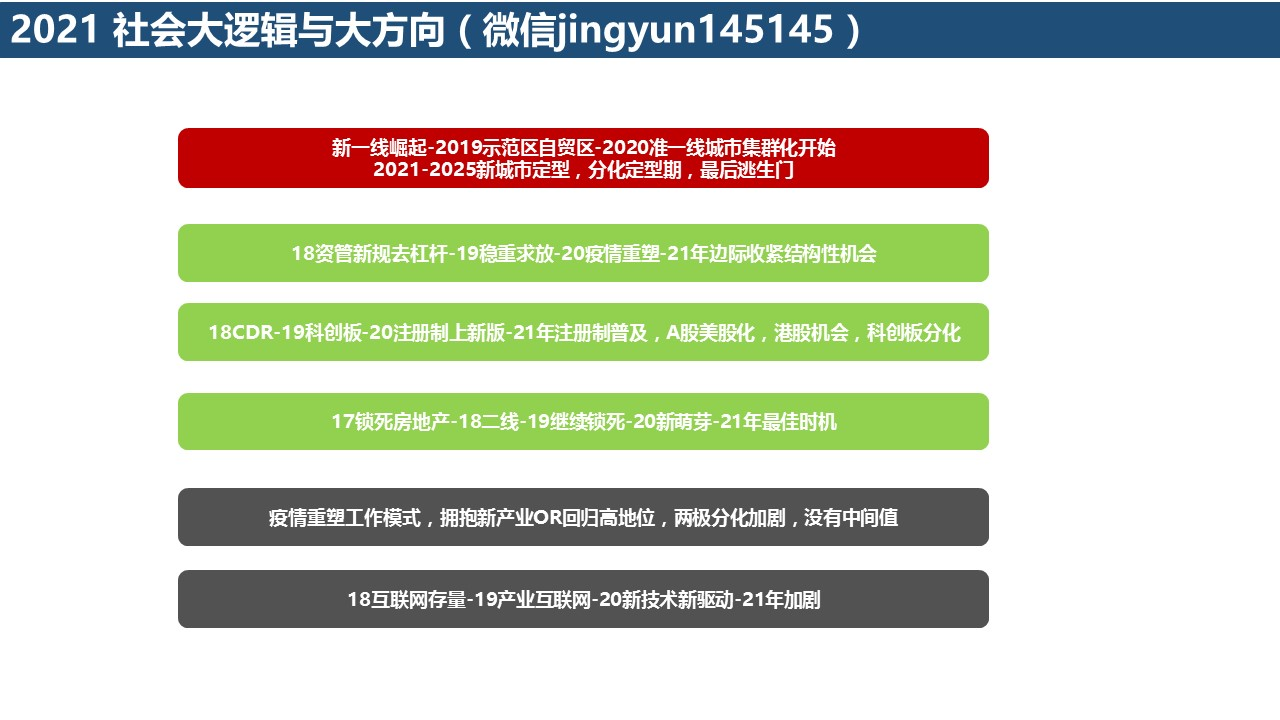 2021 社会大逻辑与大方向（微信jingyun145145）
新一线崛起-2019示范区自贸区-2020准一线城市集群化开始
2021-2025新城市定型，分化定型期，最后逃生门
18资管新规去杠杆-19稳重求放-20疫情重塑-21年边际收紧结构性机会
18CDR-19科创板-20注册制上新版-21年注册制普及，A股美股化，港股机会，科创板分化
17锁死房地产-18二线-19继续锁死-20新萌芽-21年最佳时机
疫情重塑工作模式，拥抱新产业OR回归高地位，两极分化加剧，没有中间值
18互联网存量-19产业互联网-20新技术新驱动-21年加剧